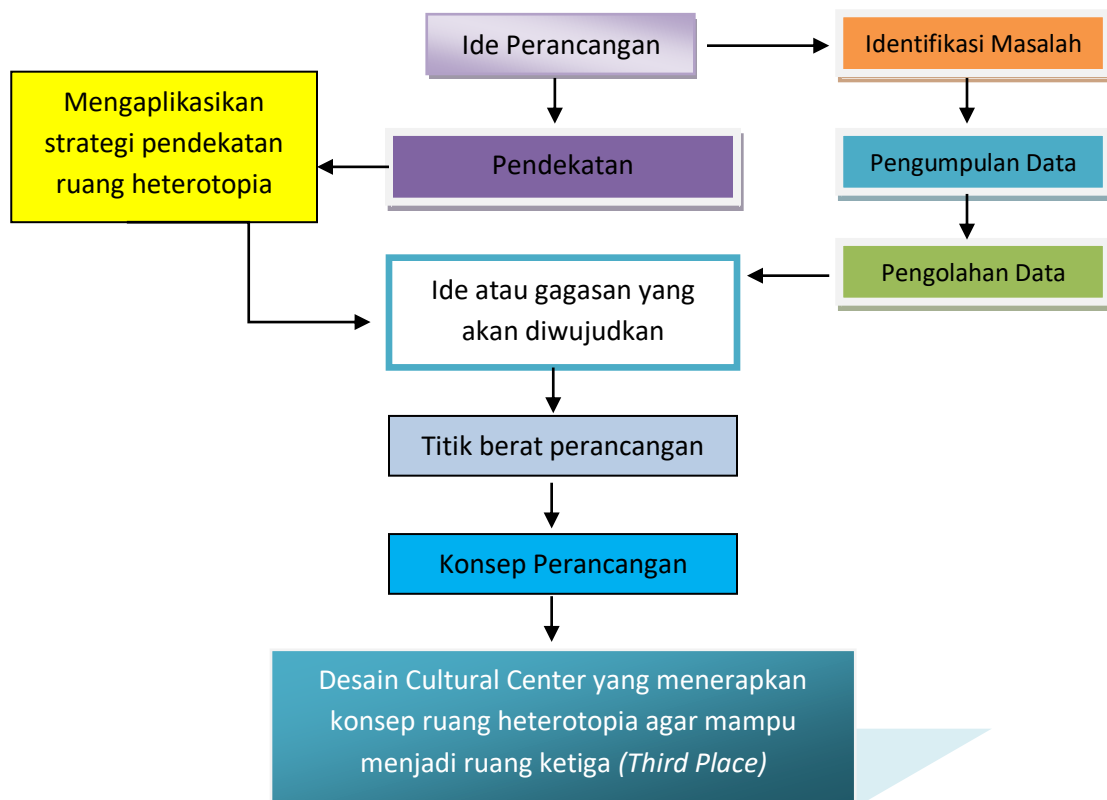 Ide Perancangan
Identifikasi Masalah
Mengaplikasikan
strategi pendekatan
ruang heterotopia
Pendekatan
Pengumpulan Data
Pengolahan Data
Ide atau gagasan yang
akan diwujudkan
Titik berat perancangan
Konsep Perancangan
Desain Cultural Center yang menerapkan
konsep ruang heterotopia agar mampu
menjadi ruang ketiga (Third Place)